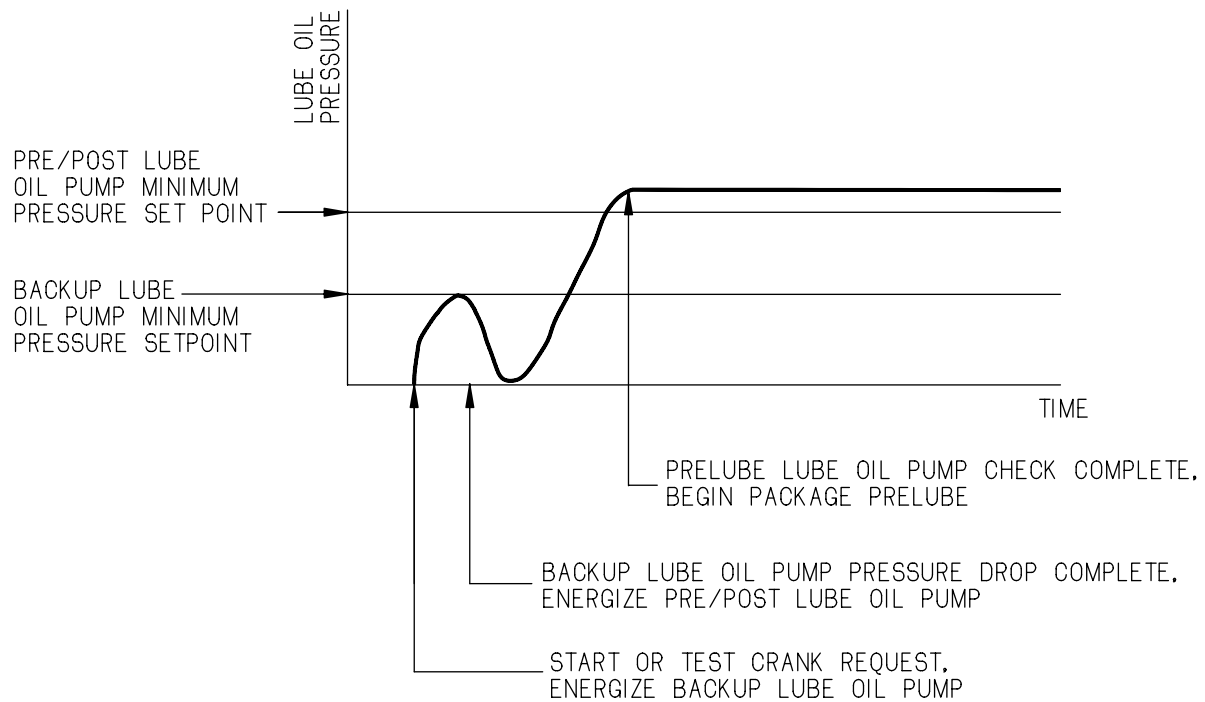 LUBE OIL
PRESSURE
PRE/POST LUBE
OIL PUMP MINIMUM
PRESSURE SET POINT
BACKUP LUBE
OIL PUMP MINIMUM
PRESSURE SETPOINT
TIME
PRELUBE LUBE OIL PUMP CHECK COMPLETE,
BEGIN PACKAGE PRELUBE
BACKUP LUBE OIL PUMP PRESSURE DROP COMPLETE,
ENERGIZE PRE/POST LUBE OIL PUMP
START OR TEST CRANK REQUEST,
ENERGIZE BACKUP LUBE OIL PUMP